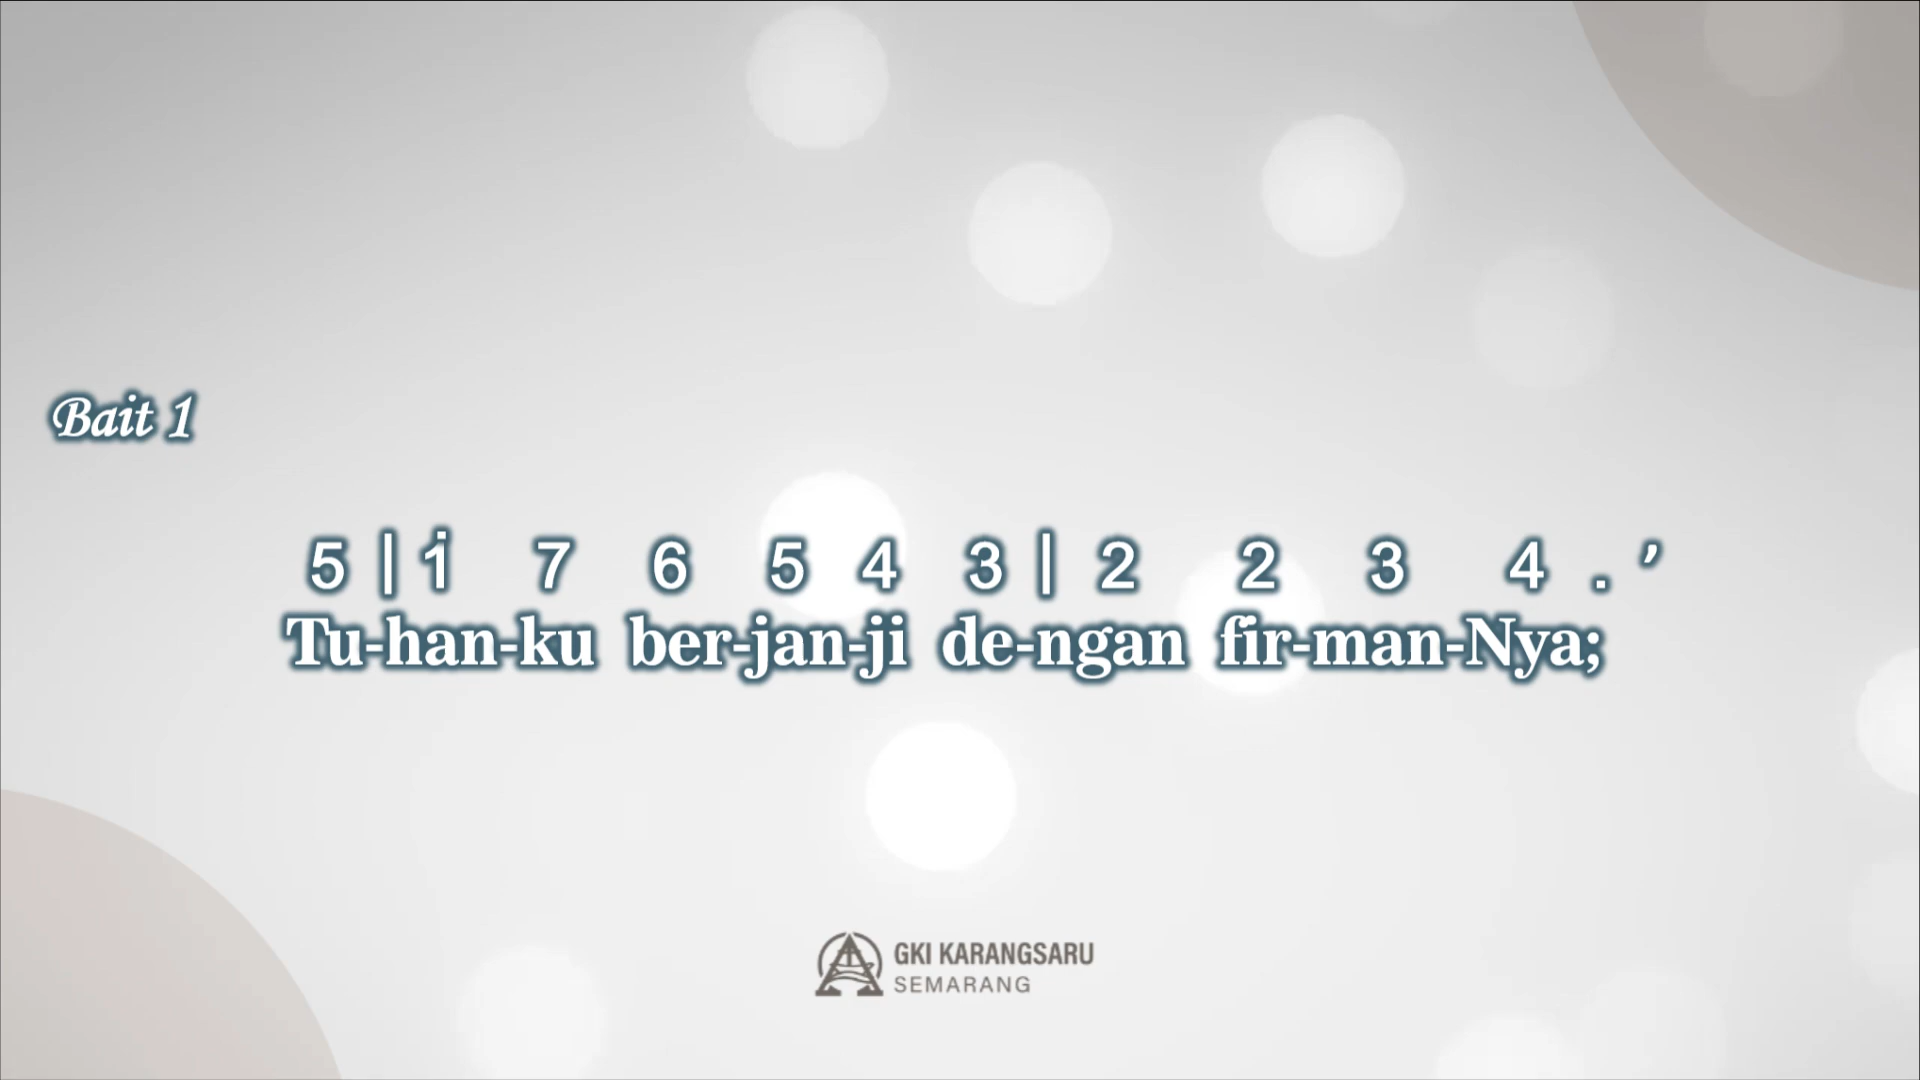 Bait 1
5 | 1̇ 7 6 5 4 3 | 2 2 3 4 . ’
Tu-han-ku ber-jan-ji de-ngan fir-man-Nya;
GKI KARANGSARU
SEMARANG